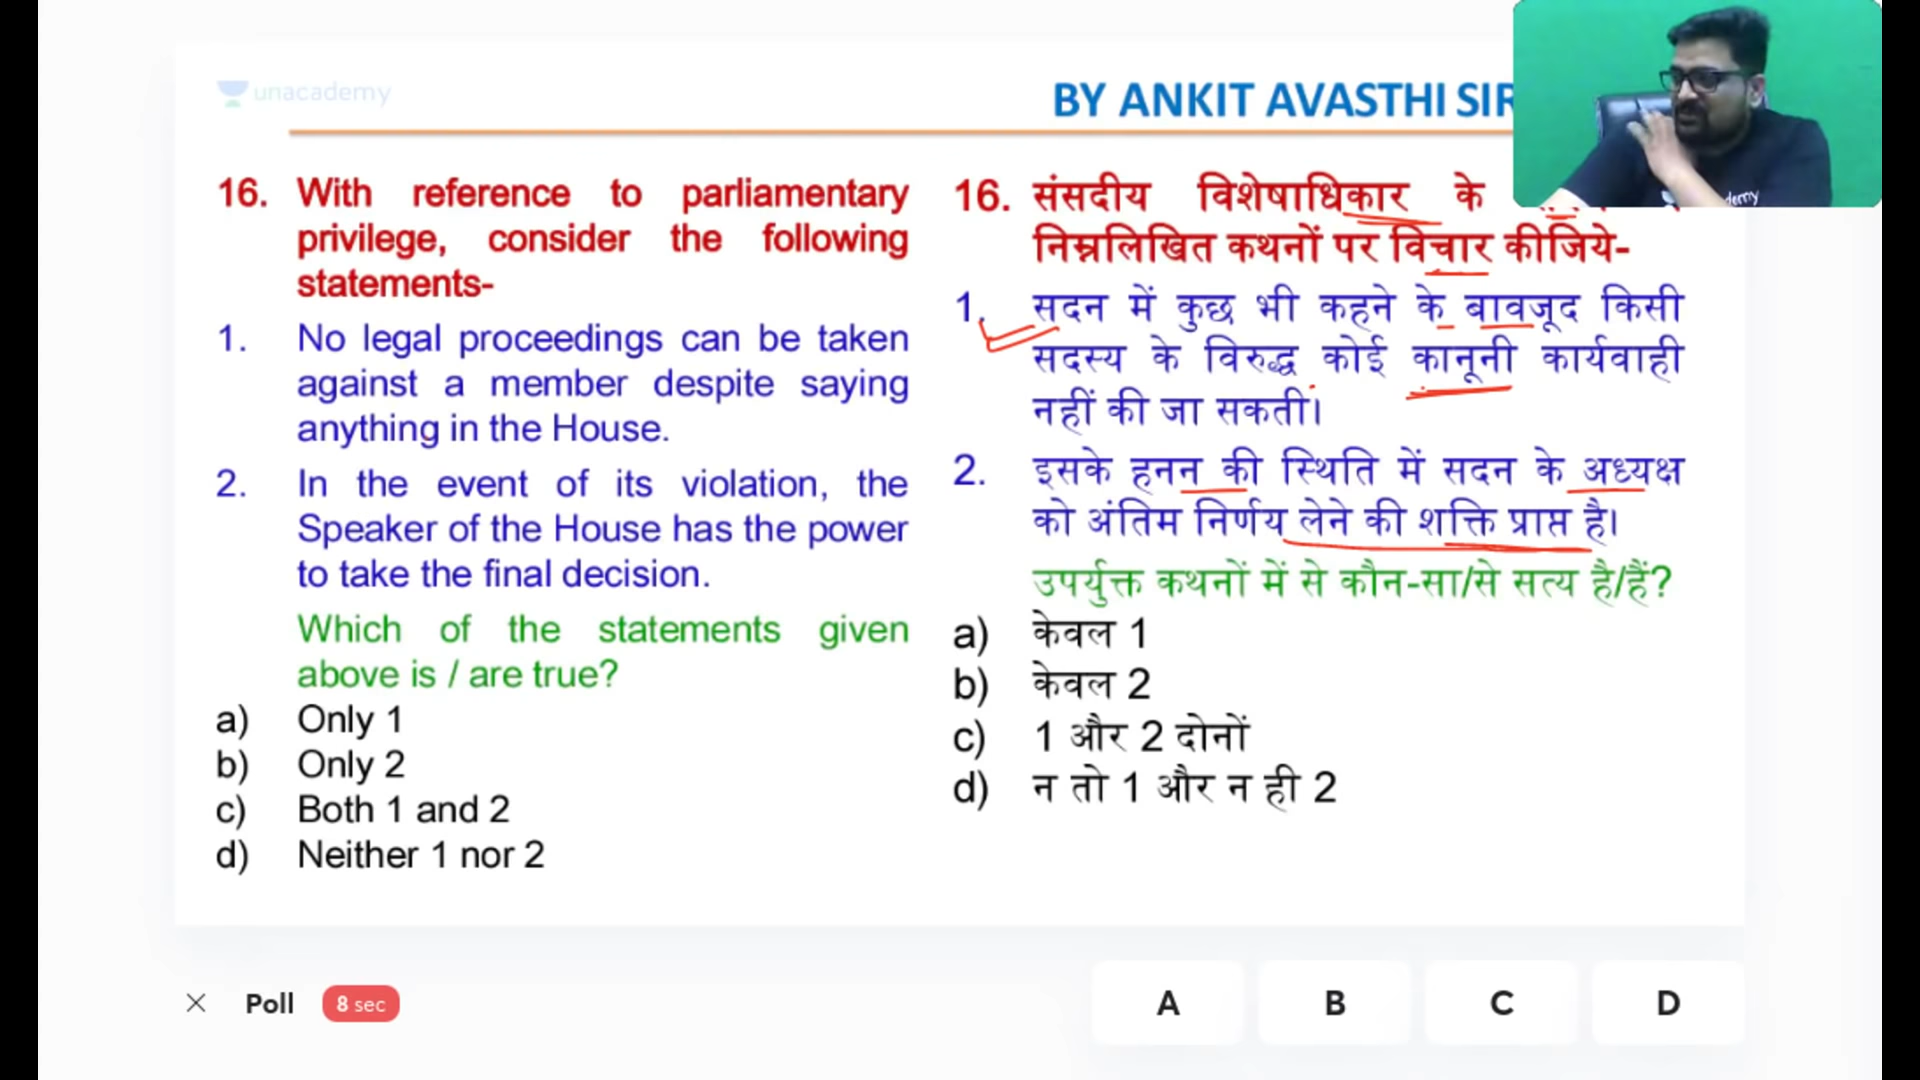 unacademy
BY ANKIT AVASTHI SIR
16. With reference to parliamentary
privilege, consider the following
statements-
1. No legal proceedings can be taken
against a member despite saying
anything in the House.
2. In the event of its violation, the
Speaker of the House has the power
to take the final decision.
Which of the statements given
above is / are true?
a) Only 1
b) Only 2
c) Both 1 and 2
d) Neither 1 nor 2
16. संसदीय विशेषाधिकार के
निम्नलिखित कथनों पर विचार कीजिये-
1. सदन में कुछ भी कहने के बावजूद किसी
सदस्य के विरुद्ध कोई कानूनी कार्यवाही
नहीं की जा सकती।
2. इसके हनन की स्थिति में सदन के अध्यक्ष
को अंतिम निर्णय लेने की शक्ति प्राप्त है।
उपर्युक्त कथनों में से कौन-सा/से सत्य है/हैं?
a) केवल 1
b) केवल 2
c) 1 और 2 दोनों
d) न तो 1 और न ही 2
Poll 8 sec
A B C D